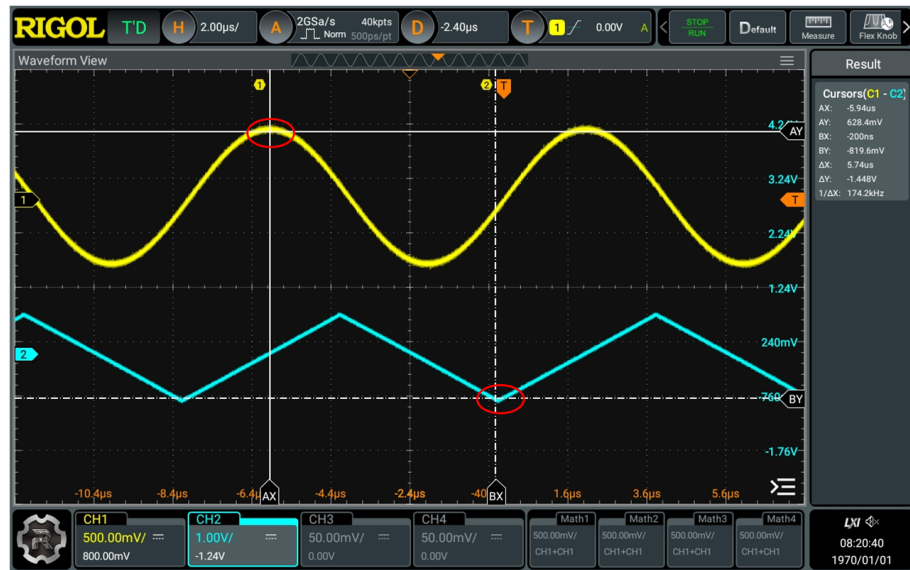 RIGOL T'D H 2.00μs/ A 2GSa/s 40kpts Norm 500ps/pt D -2.40μs T 1 0.00V A STOP RUN Default Measure Flex Knob
Waveform View
Result
1 2 T
Cursors(C1 - C2)
AX: -5.94us
AY: 628.4mV
BX: -200ns
BY: -819.6mV
ΔX: 5.74us
ΔY: -1.448V
1/ΔX: 174.2kHz
AY
3.24V
1 T
2.24V
1.24V
2 240mV
BY
-1.76V
-10.4μs -8.4μs AX -4.4μs -2.4μs BX 1.6μs 3.6μs 5.6μs
CH1 CH2 CH3 CH4 Math1 Math2 Math3 Math4
500.00mV/ 1.00V/ 50.00mV/ 50.00mV/ 500.00mV/ 500.00mV/ 500.00mV/ 500.00mV/
800.00mV -1.24V 0.00V 0.00V CH1+CH1 CH1+CH1 CH1+CH1 CH1+CH1
LXI
08:20:40
1970/01/01